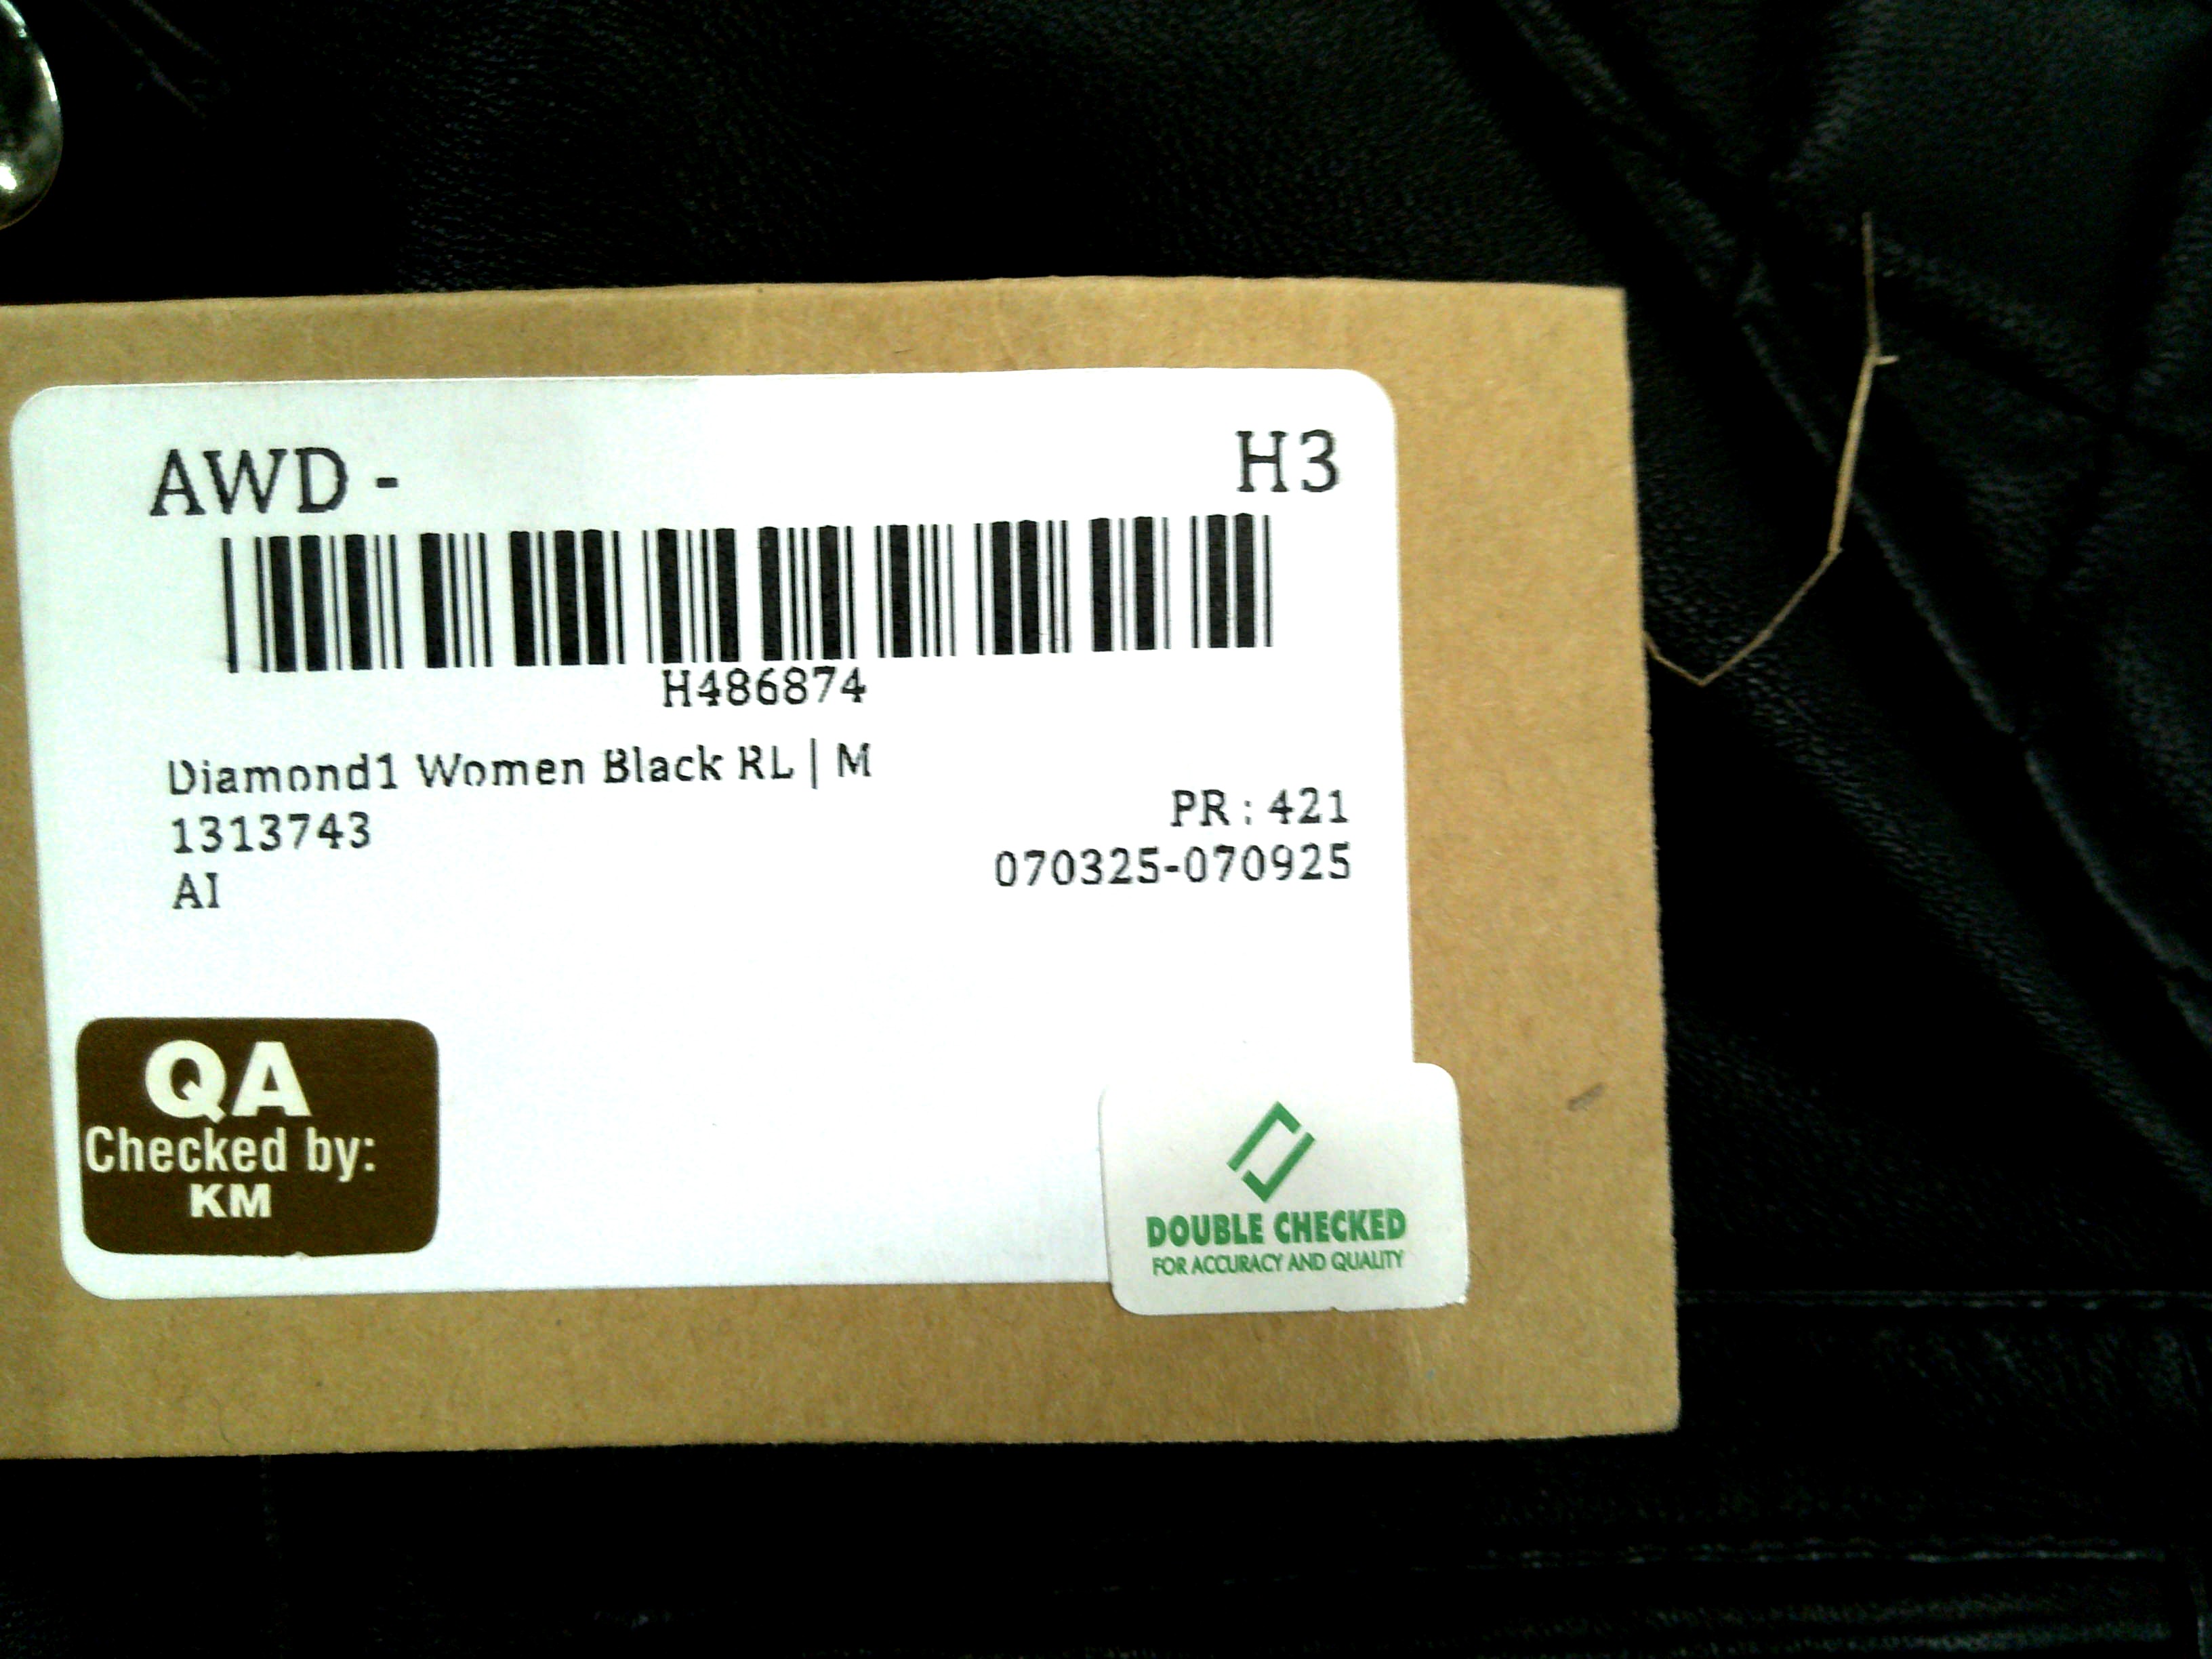 AWD - H3
H486874
Diamond1 Women Black RL | M
1313743 PR : 421
AI 070325-070925
QA
Checked by:
KM
DOUBLE CHECKED
FOR ACCURACY AND QUALITY